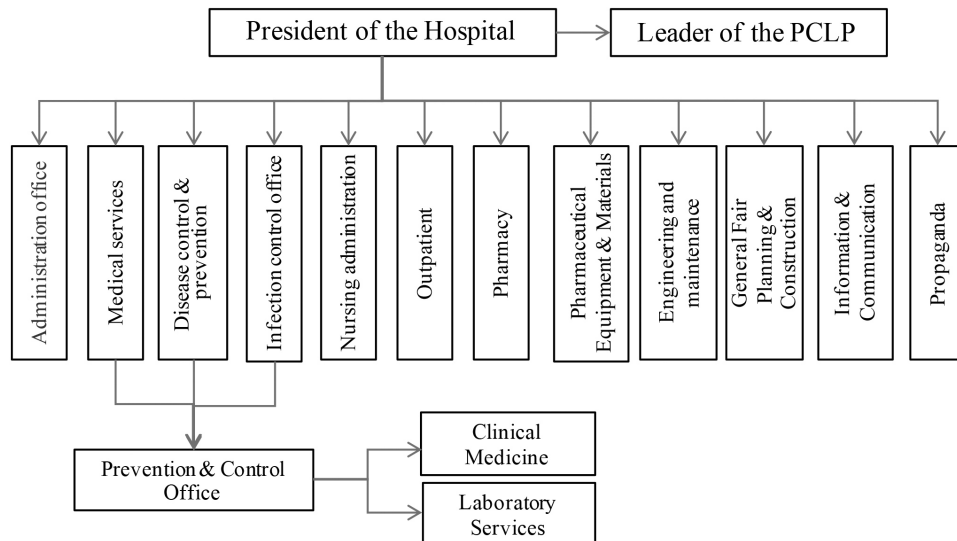 President of the Hospital
Leader of the PCLP
Administration office
Medical services
Disease control &
prevention
Infection control office
Nursing administration
Outpatient
Pharmacy
Pharmaceutical
Equipment & Materials
Engineering and
maintenance
General Fair
Planning &
Construction
Information &
Communication
Propaganda
Prevention & Control
Office
Clinical
Medicine
Laboratory
Services